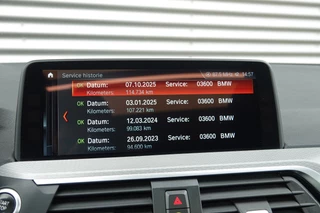 Service historie
14:57
OK Datum: 07.10.2025 Service: 03600 BMW
Kilometers: 114.734 km
OK Datum: 03.01.2025 Service: 03600 BMW
Kilometers: 107.221 km
OK Datum: 12.03.2024 Service: 03600 BMW
Kilometers: 99.083 km
OK Datum: 26.09.2023 Service: 03600 BMW
Kilometers: 94.600 km